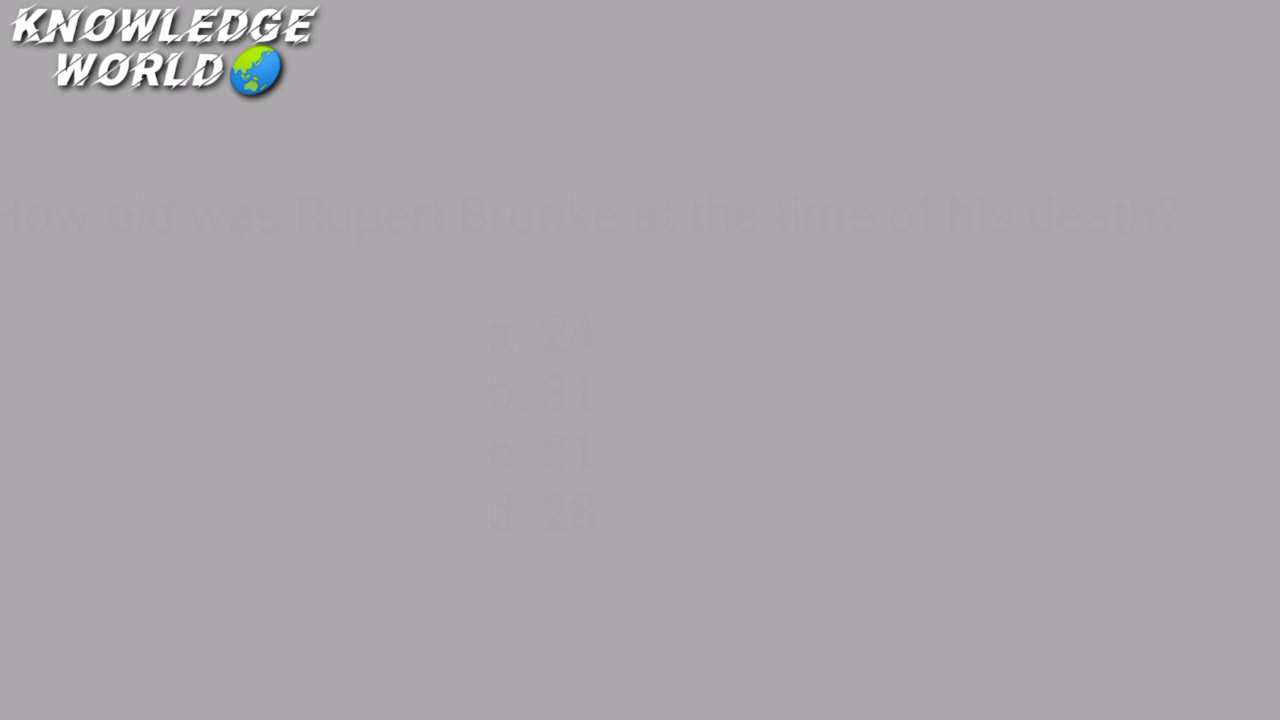 KNOWLEDGE
WORLD
How old was Rupert Brooke at the time of his death?
a. 24
b. 31
c. 21
d. 28